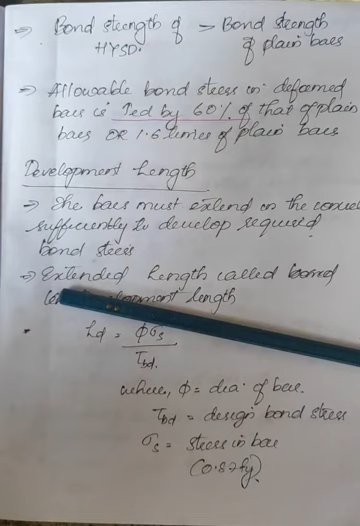 ⇒ Bond strength of > Bond strength
HYSD. of plain bars
⇒ Allowable bond stress in deformed
bars is ↑ed by 60% of that of plain
bars OR 1.6 times of plain bars
Development Length
⇒ The bars must extend in the
sufficiently to develop required
bond stress
⇒ Extended Length called
length
Ld = φσs
τbd.
where, φ = dia. of bar.
τbd = design bond stress
σs = stress in bar
(0.87fy).